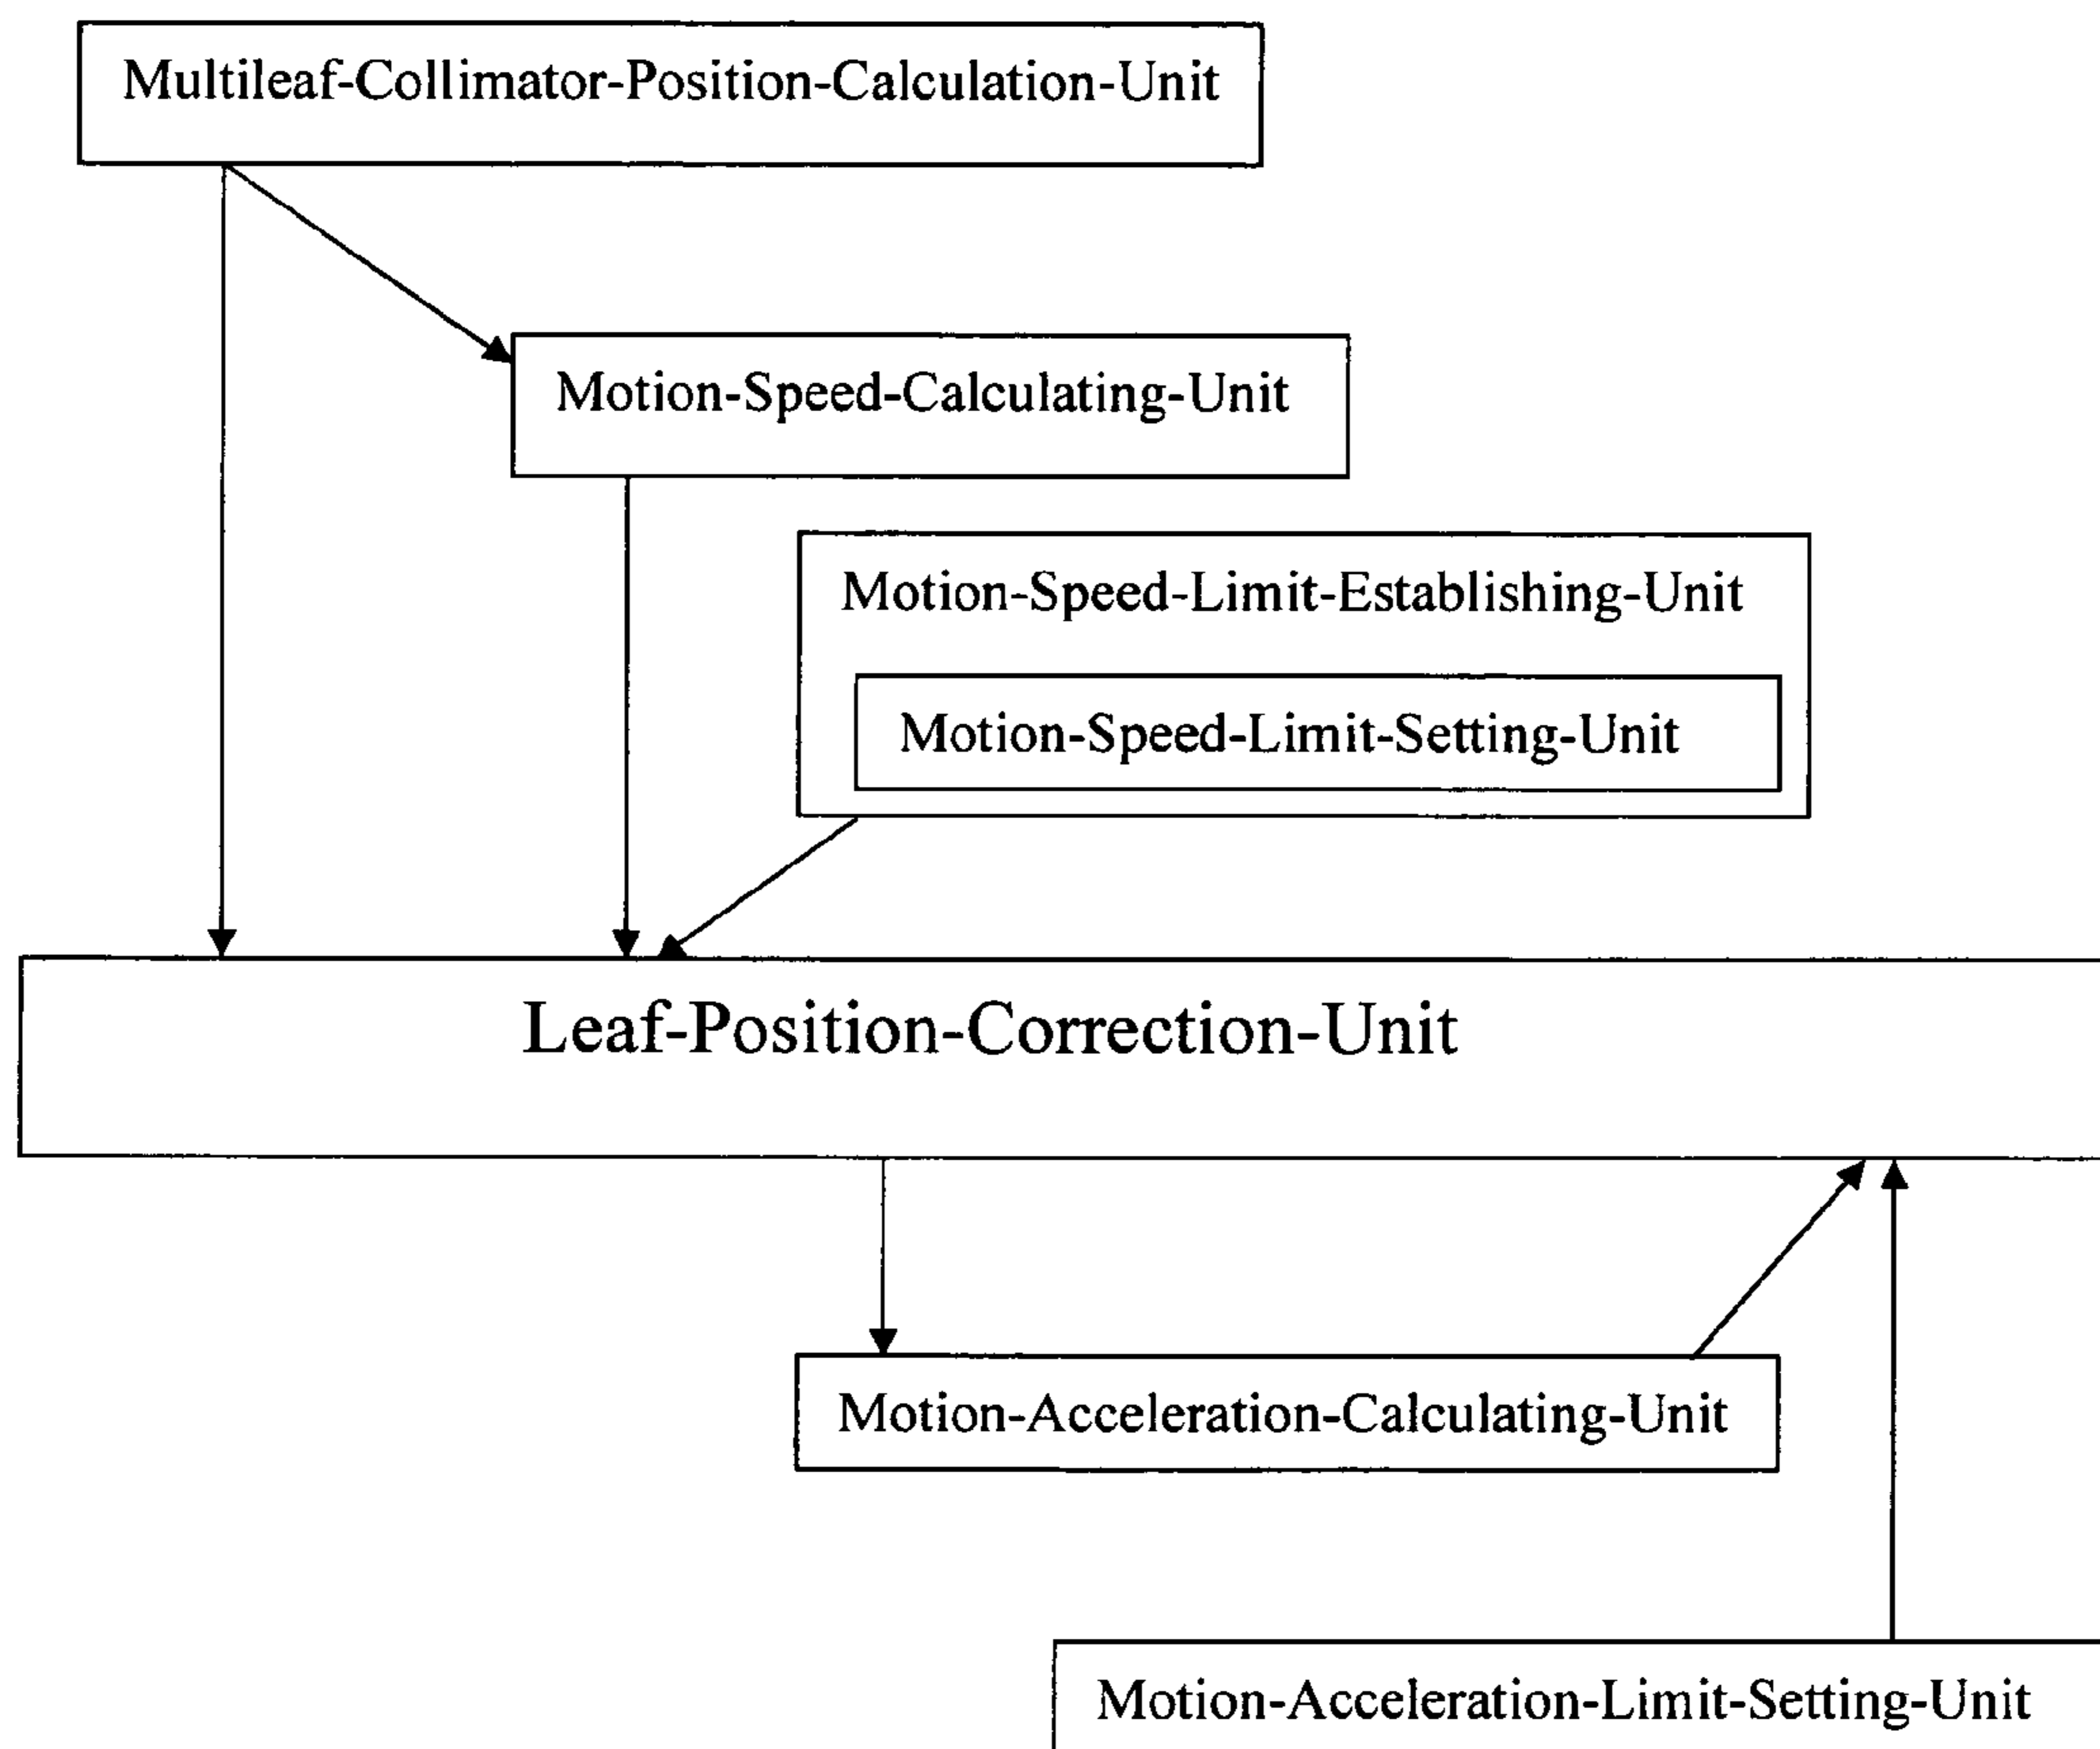 Multileaf-Collimator-Position-Calculation-Unit
Motion-Speed-Calculating-Unit
Motion-Speed-Limit-Establishing-Unit
Motion-Speed-Limit-Setting-Unit
Leaf-Position-Correction-Unit
Motion-Acceleration-Calculating-Unit
Motion-Acceleration-Limit-Setting-Unit